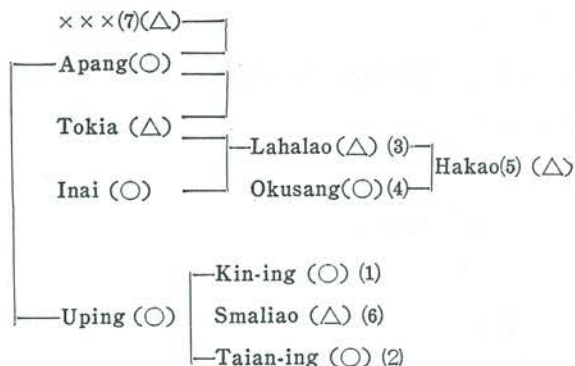 ×××(7)(△)
Apang(○)
Tokia (△)
Lahalao (△) (3)
Hakao(5) (△)
Inai (○)
Okusang(○)(4)
Kin-ing (○) (1)
Uping (○)
Smaliao (△) (6)
Taian-ing (○) (2)